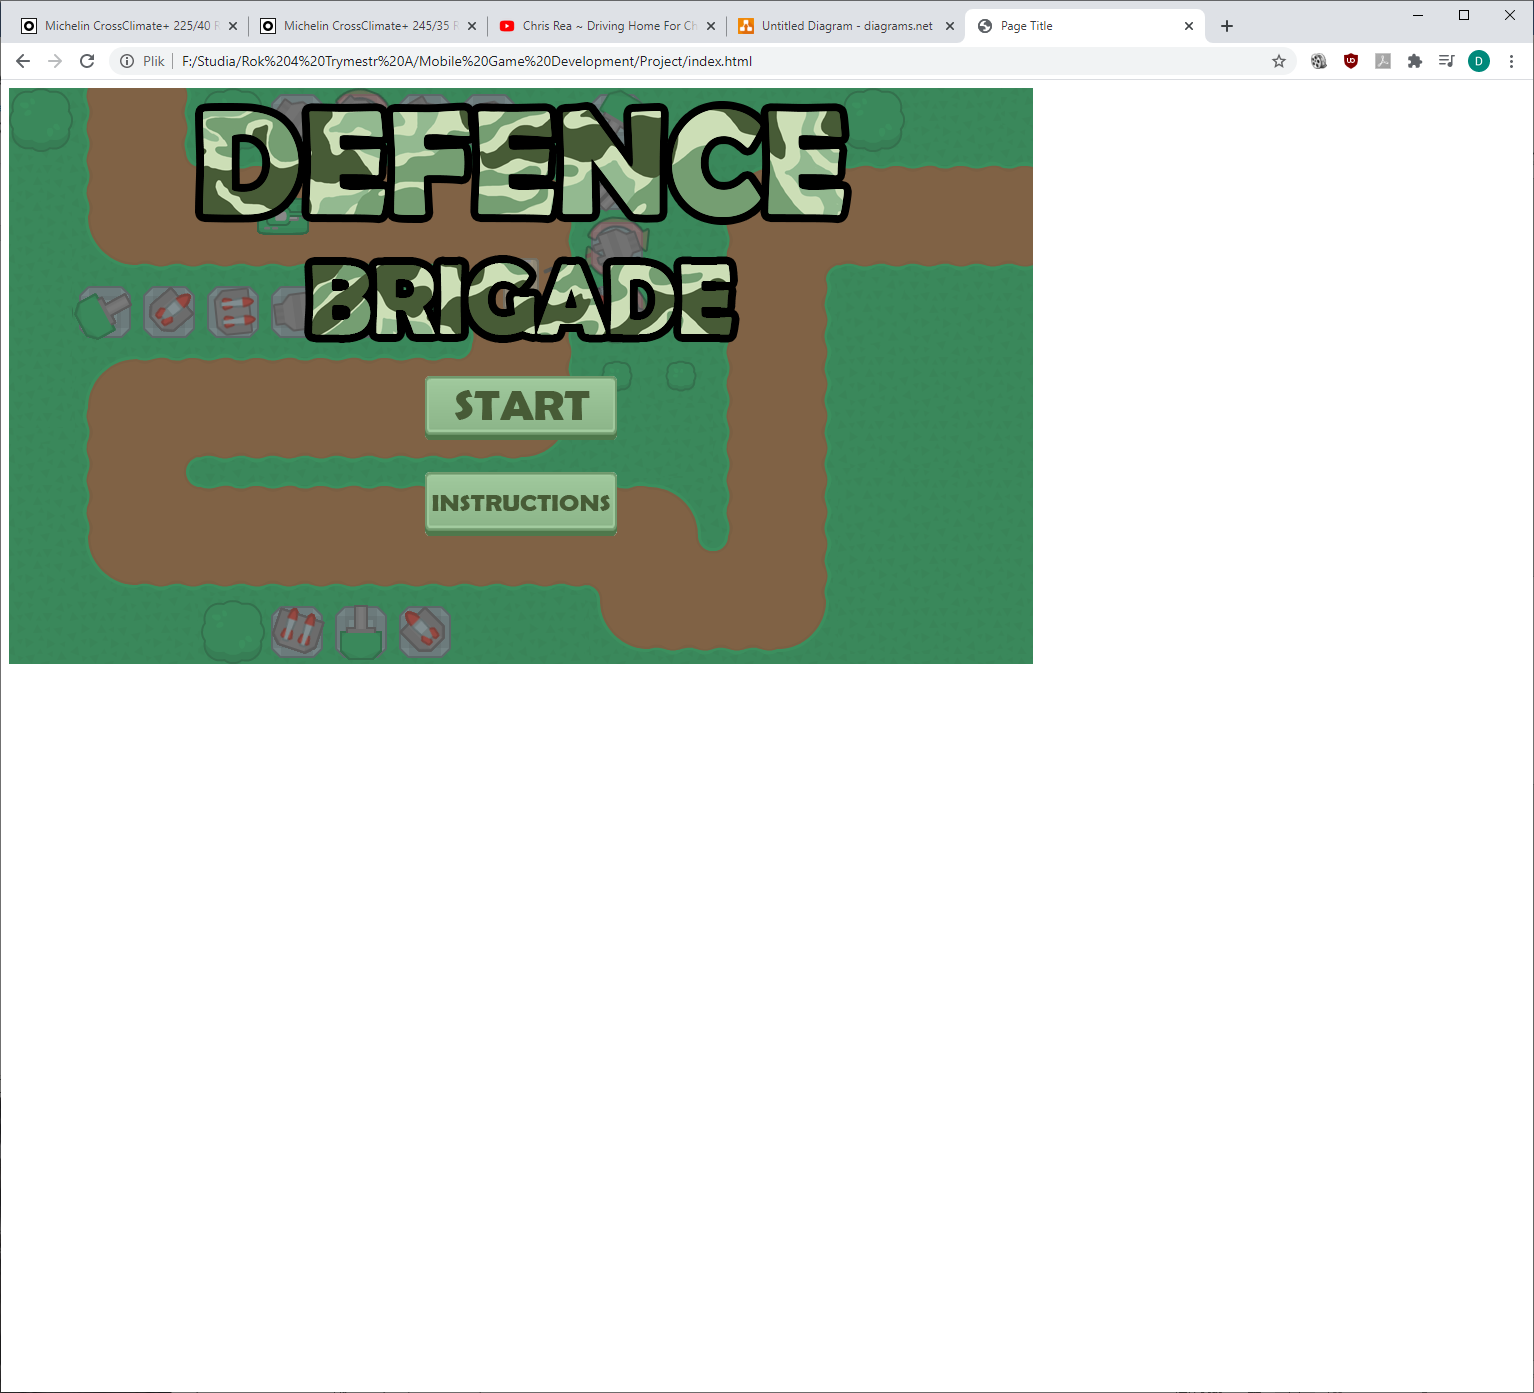 Michelin CrossClimate+ 225/40 R
Michelin CrossClimate+ 245/35 R
Chris Rea ~ Driving Home For Ch
Untitled Diagram - diagrams.net
Page Title
Plik
F:/Studia/Rok%204%20Trymestr%20A/Mobile%20Game%20Development/Project/index.html
D
DEFENCE
BRIGADE
START
INSTRUCTIONS